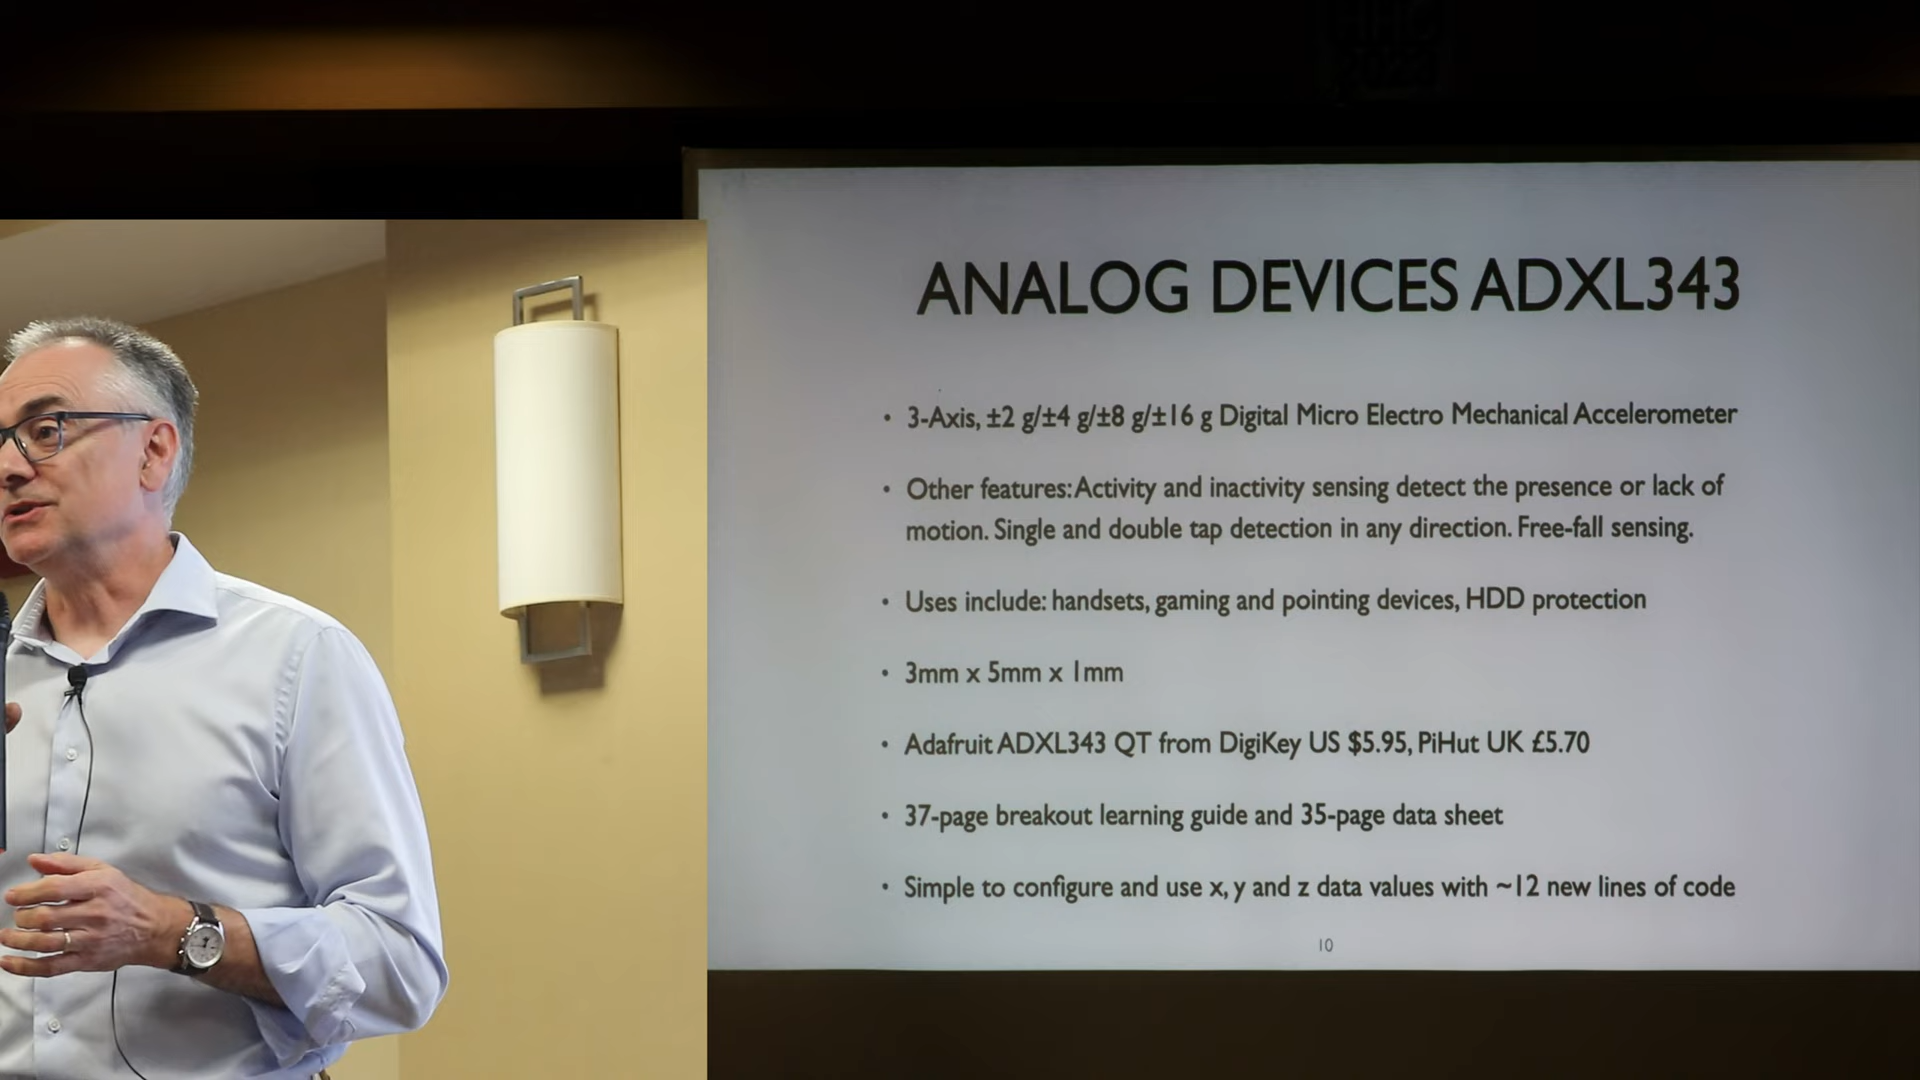 HHC
2023
ANALOG DEVICES ADXL343
• 3-Axis, ±2 g/±4 g/±8 g/±16 g Digital Micro Electro Mechanical Accelerometer
• Other features: Activity and inactivity sensing detect the presence or lack of
motion. Single and double tap detection in any direction. Free-fall sensing.
• Uses include: handsets, gaming and pointing devices, HDD protection
• 3mm x 5mm x 1mm
• Adafruit ADXL343 QT from DigiKey US $5.95, PiHut UK £5.70
• 37-page breakout learning guide and 35-page data sheet
• Simple to configure and use x, y and z data values with ~12 new lines of code
10